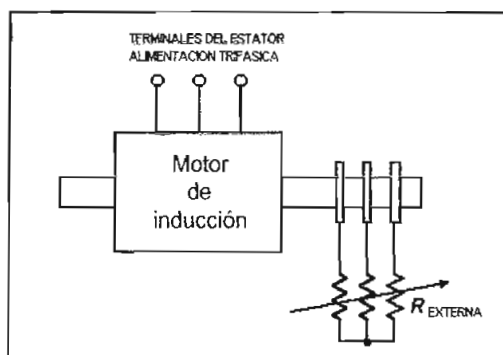 TERMINALES DEL ESTATOR
ALIMENTACION TRIFASICA
Motor
de
inducción
R EXTERNA